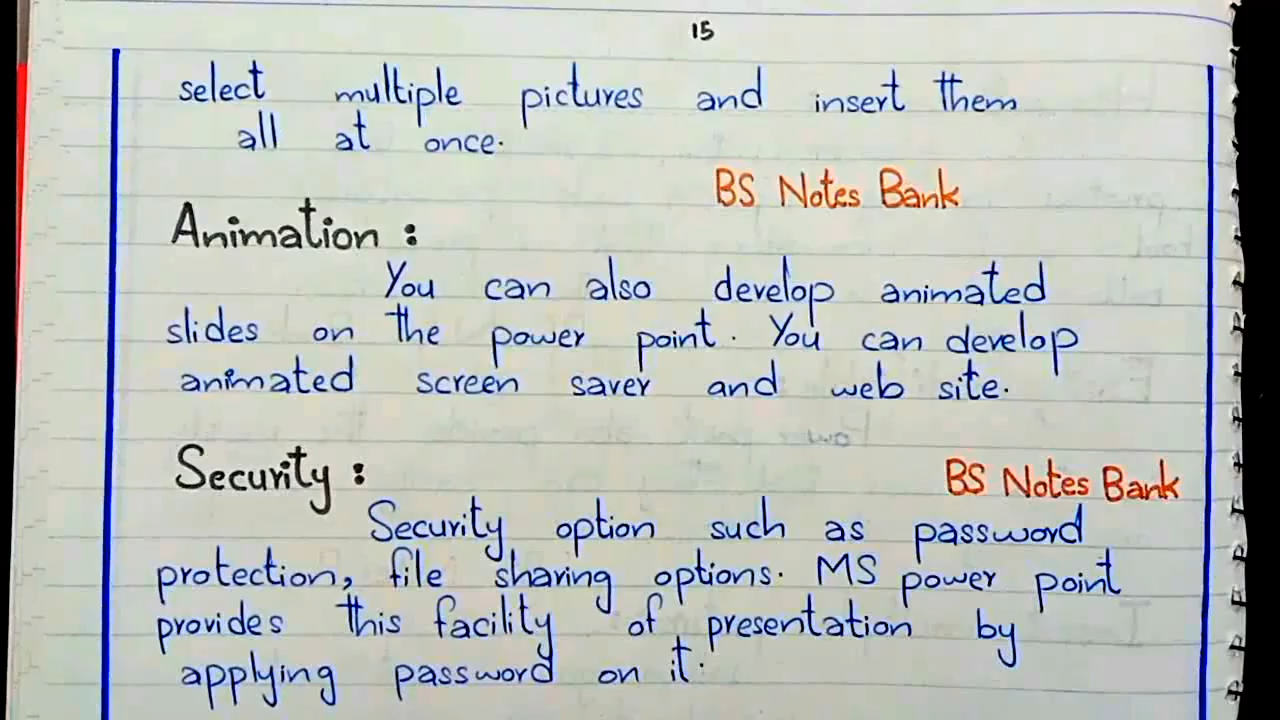 15
select multiple pictures and insert them
all at once.
BS Notes Bank
Animation :
You can also develop animated
slides on the power point. You can develop
animated screen saver and web site.
Security :
BS Notes Bank
Security option such as password
protection, file sharing options. MS power point
provides this facility of presentation by
applying password on it.